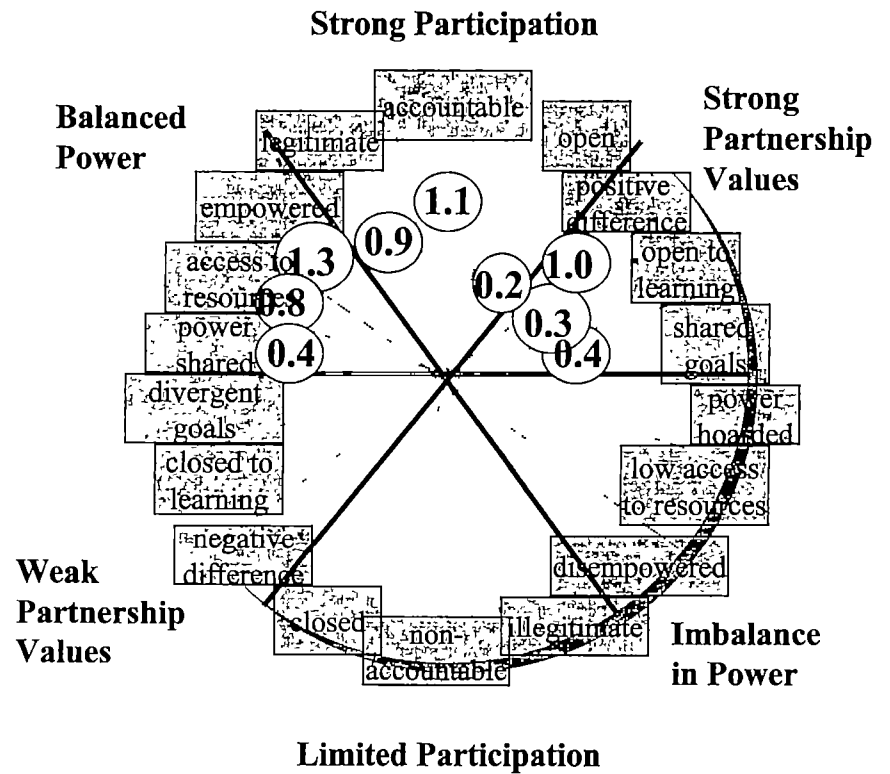 Strong Participation
Balanced
Power
Strong
Partnership
Values
accountable
legitimate
open
empowered
positive
difference
1.1
0.9
access to
resources
1.3
0.8
0.2
1.0
open to
learning
0.3
power
shared
0.4
0.4
shared
goals
divergent
goals
power
hoarded
closed to
learning
low access
to resources
negative
difference
disempowered
Weak
Partnership
Values
closed
non-
accountable
illegitimate
Imbalance
in Power
Limited Participation